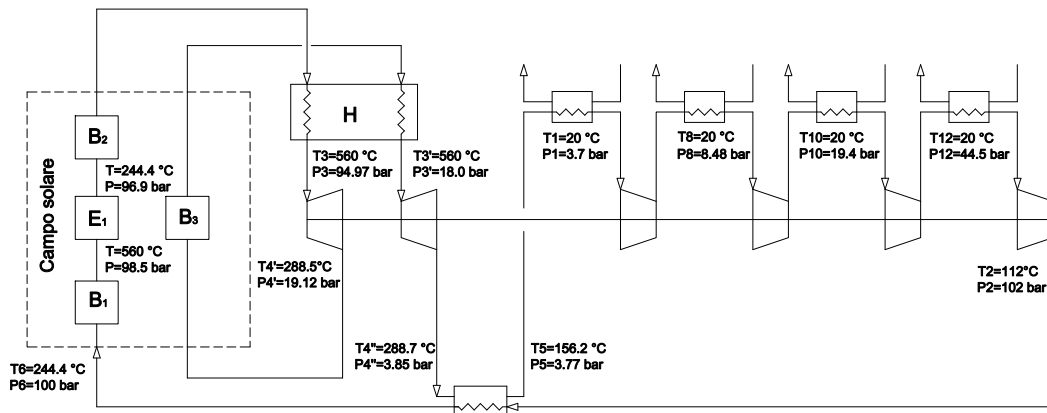 Campo solare
B2
T=244.4 °C
P=96.9 bar
E1
T=560 °C
P=98.5 bar
B1
B3
T6=244.4 °C
P6=100 bar
H
T3=560 °C
P3=94.97 bar
T3'=560 °C
P3'=18.0 bar
T4'=288.5°C
P4'=19.12 bar
T4''=288.7 °C
P4''=3.85 bar
T5=156.2 °C
P5=3.77 bar
T1=20 °C
P1=3.7 bar
T8=20 °C
P8=8.48 bar
T10=20 °C
P10=19.4 bar
T12=20 °C
P12=44.5 bar
T2=112°C
P2=102 bar